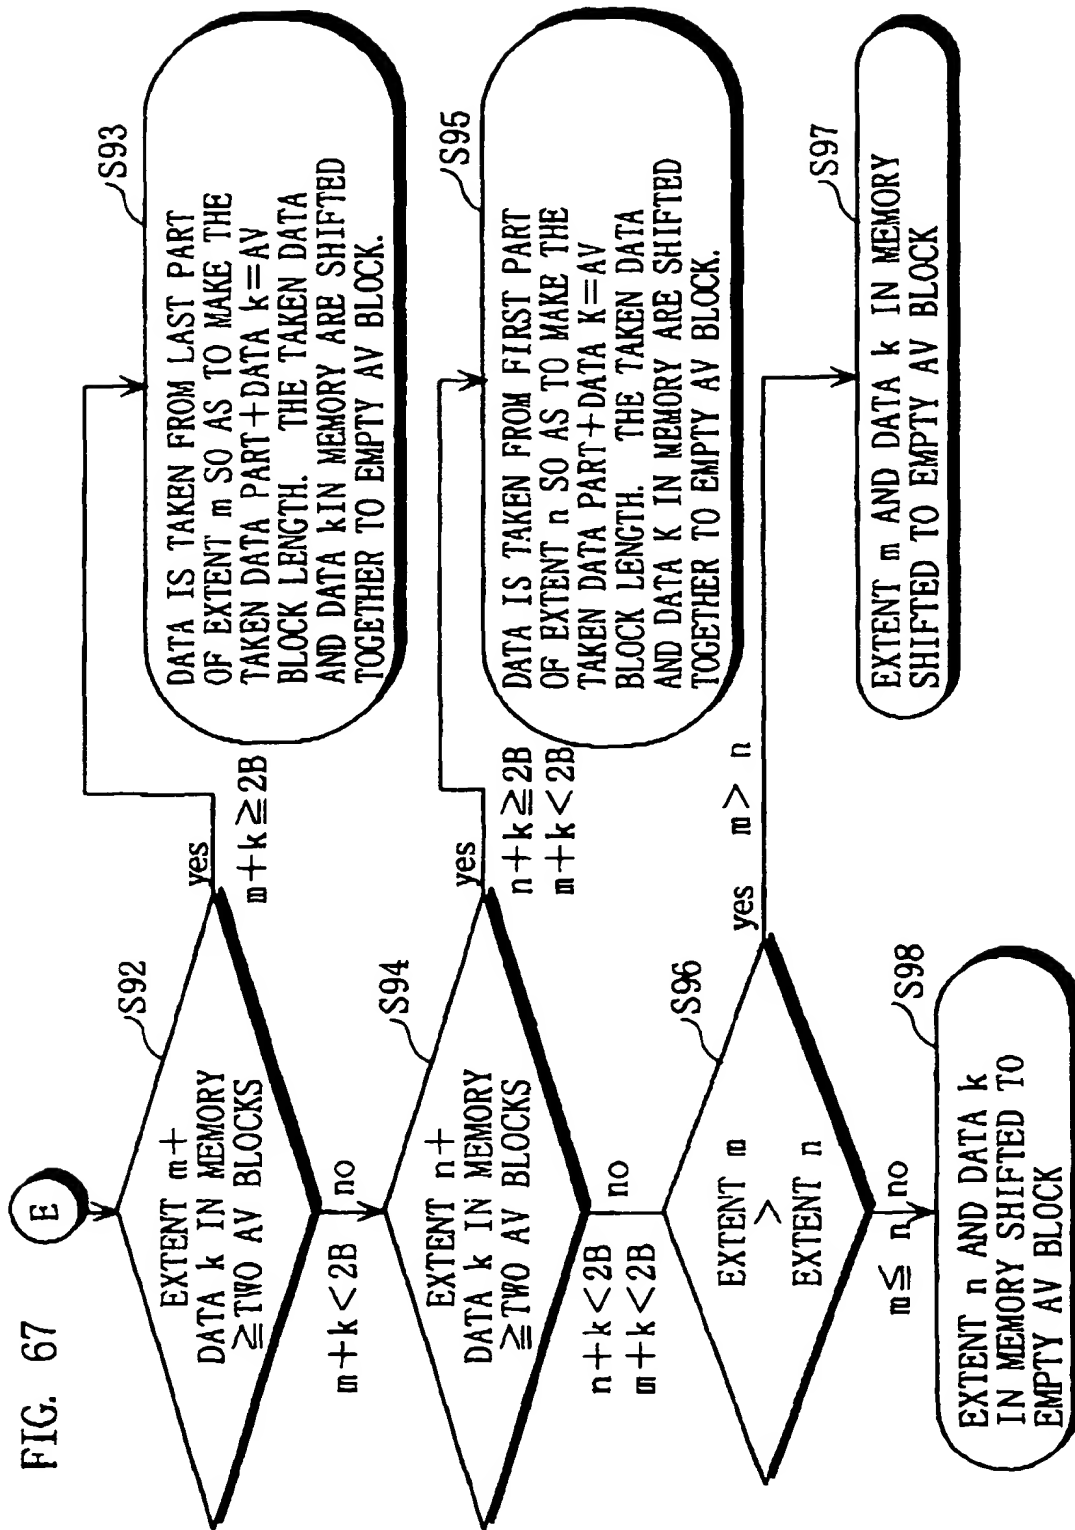 FIG. 67
E
S92
EXTENT m+
DATA k IN MEMORY
≧TWO AV BLOCKS
yes
m+k≧2B
S93
DATA IS TAKEN FROM LAST PART
OF EXTENT m SO AS TO MAKE THE
TAKEN DATA PART+DATA k=AV
BLOCK LENGTH. THE TAKEN DATA
AND DATA kIN MEMORY ARE SHIFTED
TOGETHER TO EMPTY AV BLOCK.
no
m+k<2B
S94
EXTENT n+
DATA k IN MEMORY
≧TWO AV BLOCKS
yes
n+k≧2B
m+k<2B
S95
DATA IS TAKEN FROM FIRST PART
OF EXTENT n SO AS TO MAKE THE
TAKEN DATA PART+DATA K=AV
BLOCK LENGTH. THE TAKEN DATA
AND DATA K IN MEMORY ARE SHIFTED
TOGETHER TO EMPTY AV BLOCK.
no
n+k<2B
m+k<2B
S96
EXTENT m
>
EXTENT n
yes
m> n
S97
EXTENT m AND DATA k IN MEMORY
SHIFTED TO EMPTY AV BLOCK
no
m≦ n
S98
EXTENT n AND DATA k
IN MEMORY SHIFTED TO
EMPTY AV BLOCK